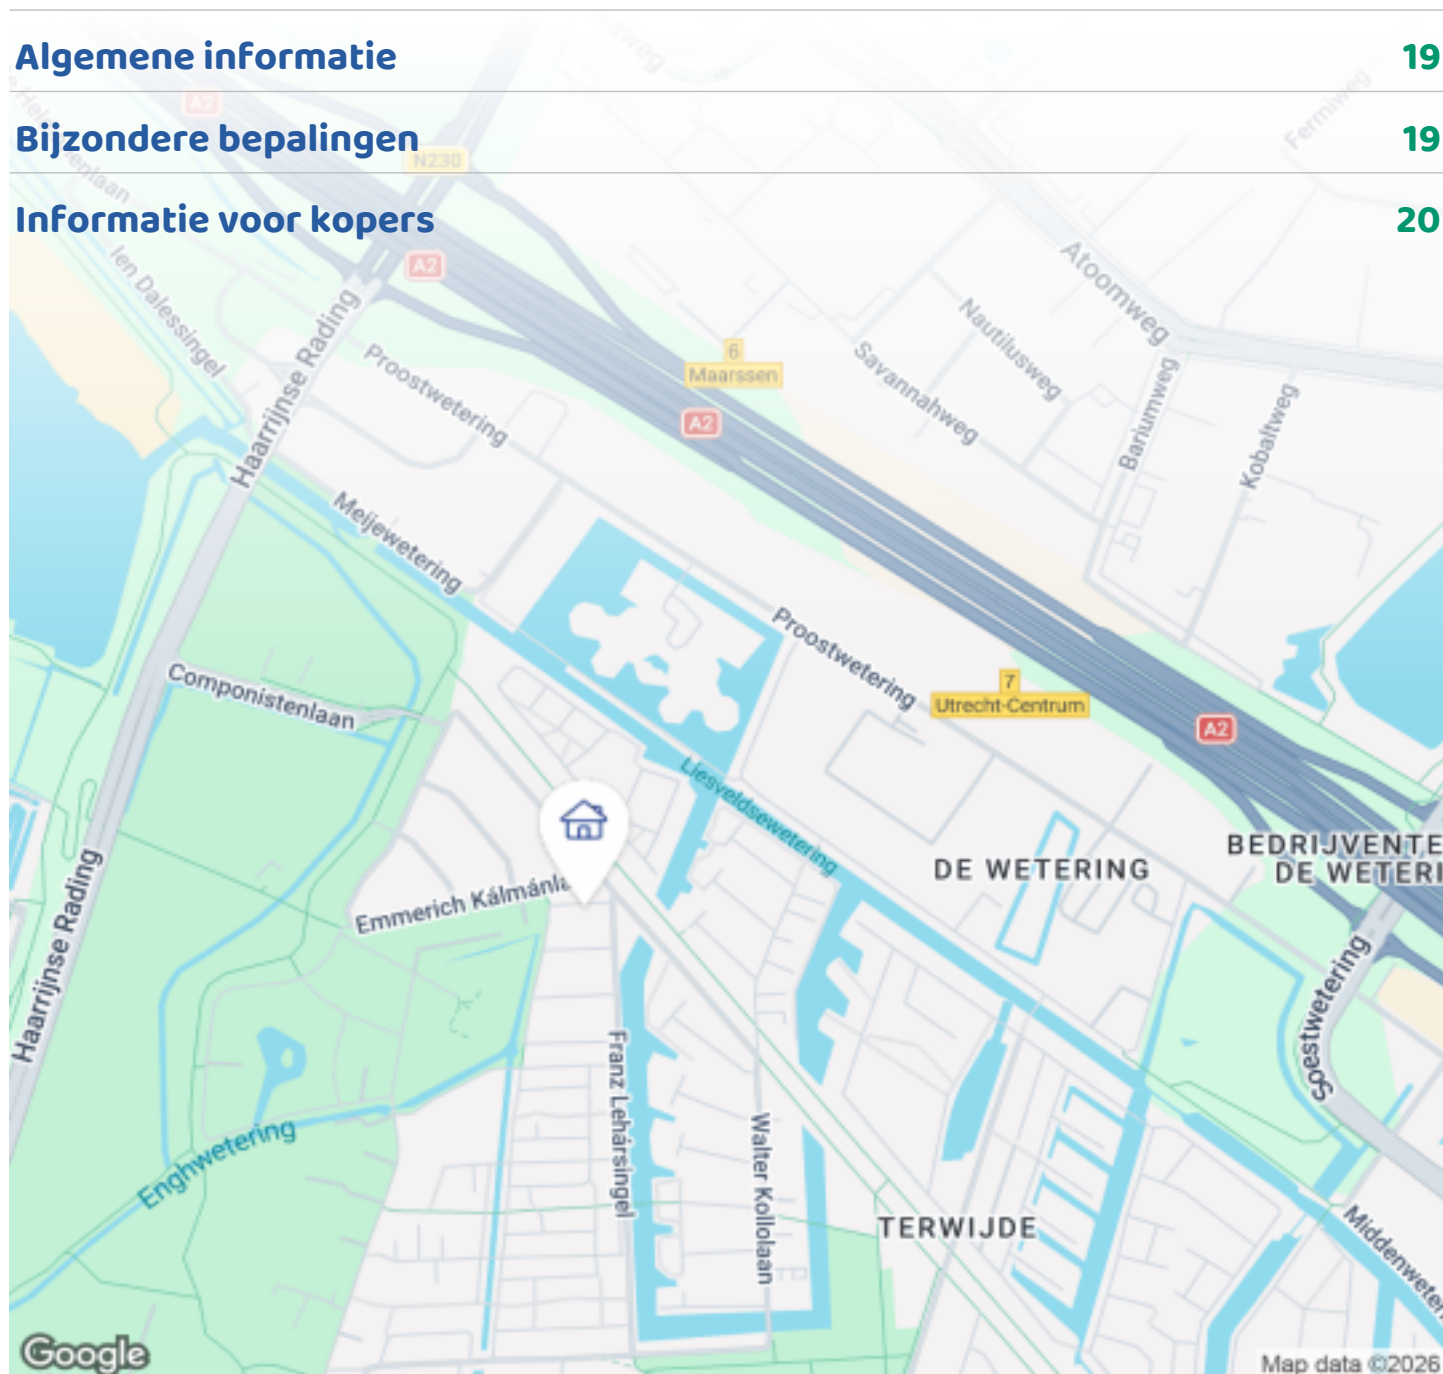 Algemene informatie 19
Bijzondere bepalingen 19
Informatie voor kopers 20
A2
N230
Fermiweg
A2
Ien Dalessingel
Haarrijnse Rading
Proostwetering
Atoomweg
Nautilusweg
Savannahweg
6
Maarssen
Bariumweg
Kobaltweg
A2
Meijewetering
Proostwetering
Componistenlaan
7
Utrecht-Centrum
A2
Liesveldsewetering
DE WETERING
BEDRIJVENTE
DE WETERI
Emmerich Kálmánla
Haarrijnse Rading
Soestwetering
Franz Lehársingel
Walter Kollolaan
Enghwetering
TERWIJDE
Middenweter
Google
Map data ©2026